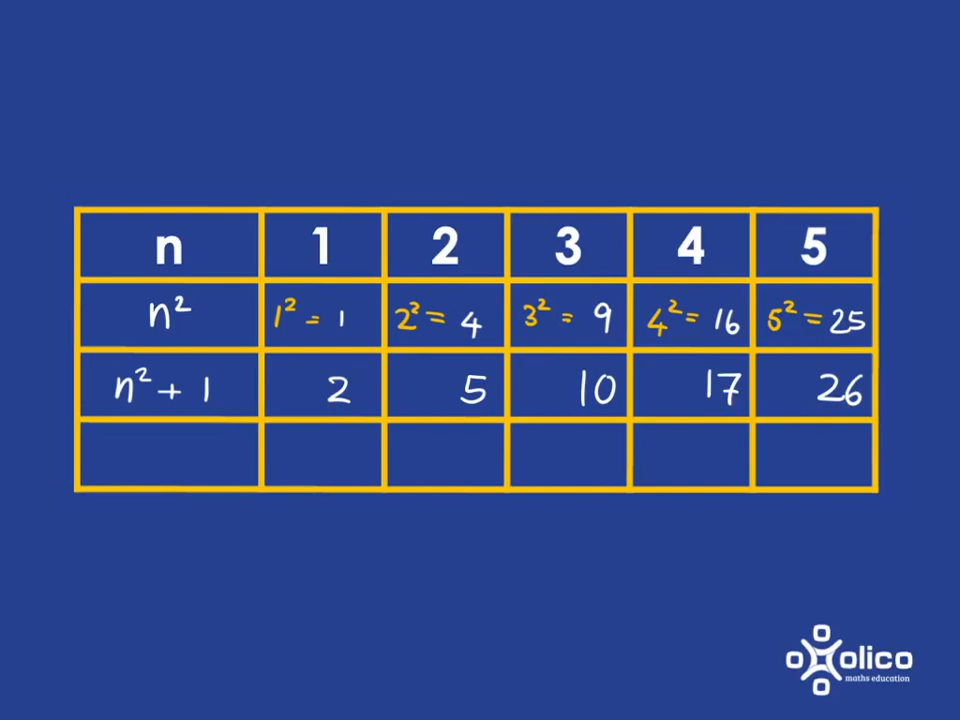 n 1 2 3 4 5
n² 1² = 1 2² = 4 3² = 9 4² = 16 5² = 25
n² + 1 2 5 10 17 26
olico
maths education